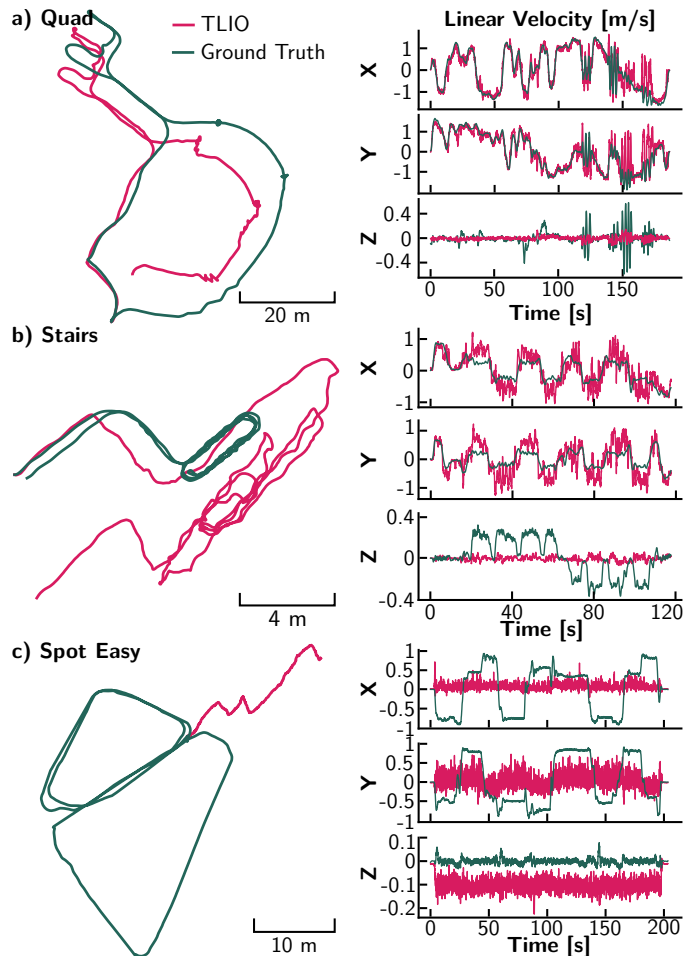 a) Quad
TLIO
Ground Truth
20 m
Linear Velocity [m/s]
X
1
0
-1
Y
1
0
-1
Z
0.4
0
-0.4
0 50 100 150
Time [s]
b) Stairs
4 m
X
1
0
-1
Y
1
0
-1
Z
0.4
0
-0.4
0 40 80 120
Time [s]
c) Spot Easy
10 m
X
1
0.5
0
-0.5
-1
Y
1
0.5
0
-0.5
-1
Z
0.1
0
-0.1
-0.2
0 50 100 150 200
Time [s]